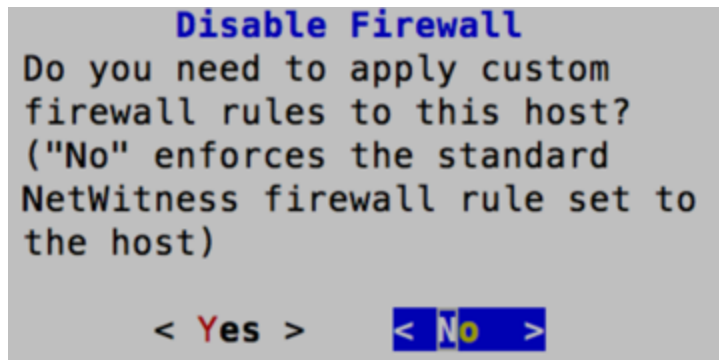 Disable Firewall
Do you need to apply custom
firewall rules to this host?
("No" enforces the standard
NetWitness firewall rule set to
the host)
< Yes > < No >